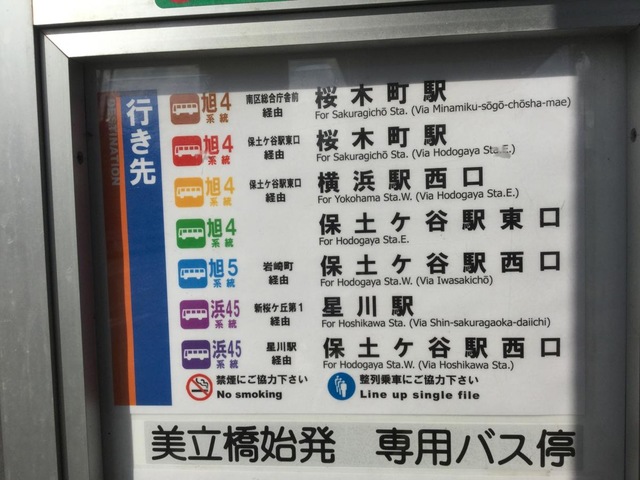 行き先
DESTINATION
旭4系統 南区総合庁舎前経由 桜木町駅
For Sakuragichō Sta. (Via Minamiku-sōgō-chōsha-mae)
旭4系統 保土ケ谷駅東口経由 桜木町駅
For Sakuragichō Sta. (Via Hodogaya Sta.E.)
旭4系統 保土ケ谷駅東口経由 横浜駅西口
For Yokohama Sta.W. (Via Hodogaya Sta.E.)
旭4系統 保土ケ谷駅東口
For Hodogaya Sta.E.
旭5系統 岩崎町経由 保土ケ谷駅西口
For Hodogaya Sta.W. (Via Iwasakichō)
浜45系統 新桜ケ丘第1経由 星川駅
For Hoshikawa Sta. (Via Shin-sakuragaoka-daiichi)
浜45系統 星川駅経由 保土ケ谷駅西口
For Hodogaya Sta.W. (Via Hoshikawa Sta.)
禁煙にご協力下さい 整列乗車にご協力下さい
No smoking Line up single file
美立橋始発 専用バス停